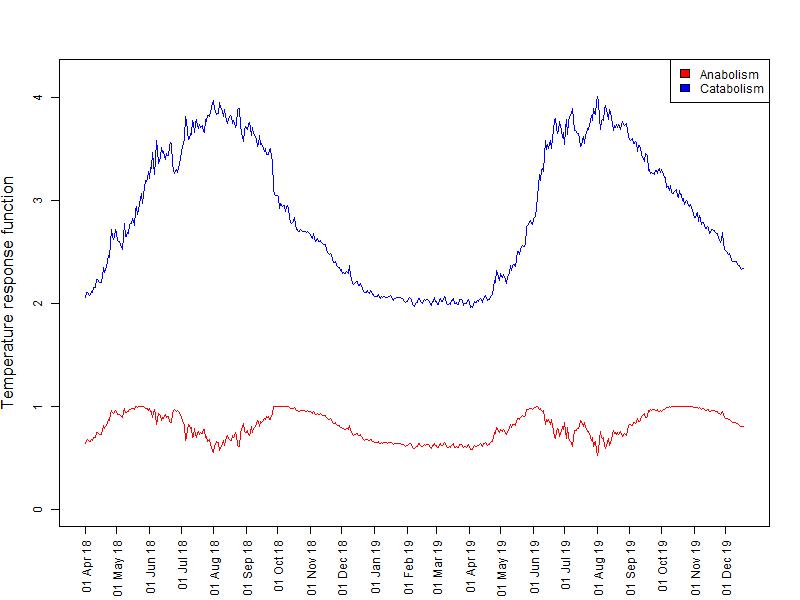 Anabolism
Catabolism
Temperature response function
4
3
2
1
0
01 Apr 18
01 May 18
01 Jun 18
01 Jul 18
01 Aug 18
01 Sep 18
01 Oct 18
01 Nov 18
01 Dec 18
01 Jan 19
01 Feb 19
01 Mar 19
01 Apr 19
01 May 19
01 Jun 19
01 Jul 19
01 Aug 19
01 Sep 19
01 Oct 19
01 Nov 19
01 Dec 19